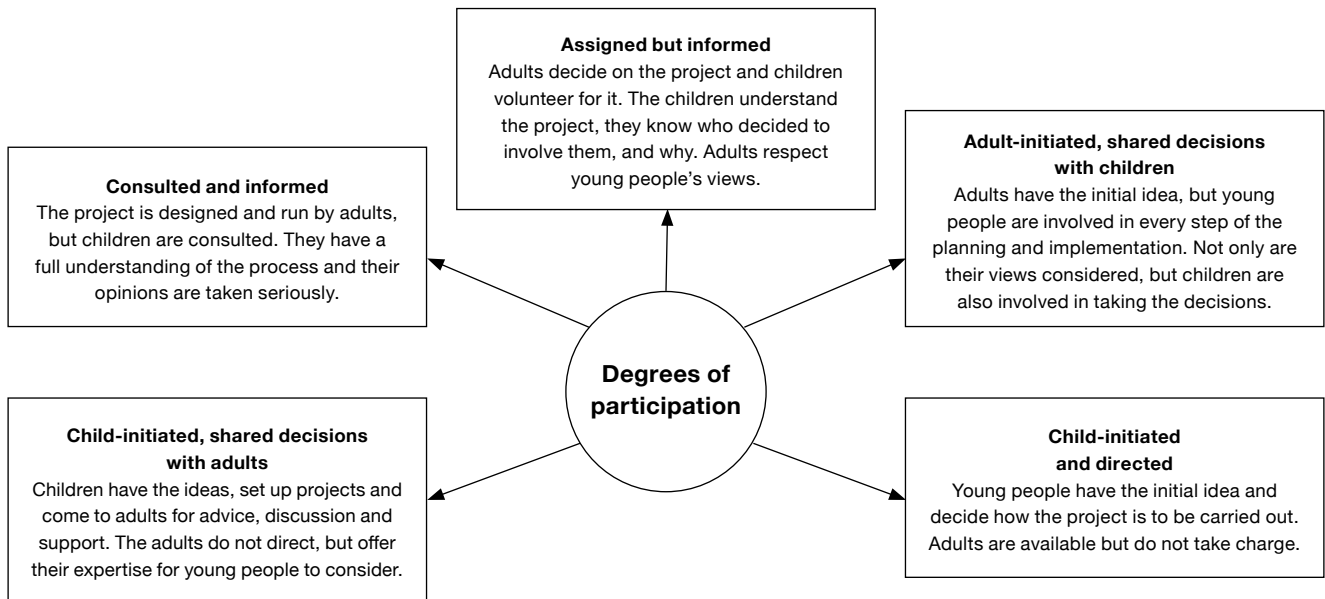 Assigned but informed
Adults decide on the project and children
volunteer for it. The children understand
the project, they know who decided to
involve them, and why. Adults respect
young people's views.
Adult-initiated, shared decisions
with children
Adults have the initial idea, but young
people are involved in every step of the
planning and implementation. Not only are
their views considered, but children are
also involved in taking the decisions.
Consulted and informed
The project is designed and run by adults,
but children are consulted. They have a
full understanding of the process and their
opinions are taken seriously.
Degrees of
participation
Child-initiated, shared decisions
with adults
Children have the ideas, set up projects and
come to adults for advice, discussion and
support. The adults do not direct, but offer
their expertise for young people to consider.
Child-initiated
and directed
Young people have the initial idea and
decide how the project is to be carried out.
Adults are available but do not take charge.